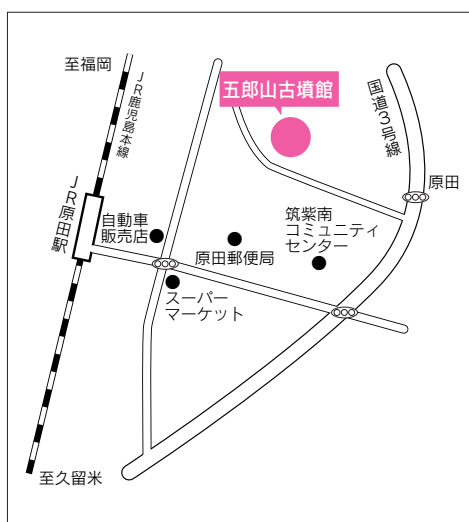 至福岡
JR鹿児島本線
五郎山古墳館
国道3号線
原田
JR原田駅
自動車
販売店
原田郵便局
筑紫南
コミュニティ
センター
スーパー
マーケット
至久留米